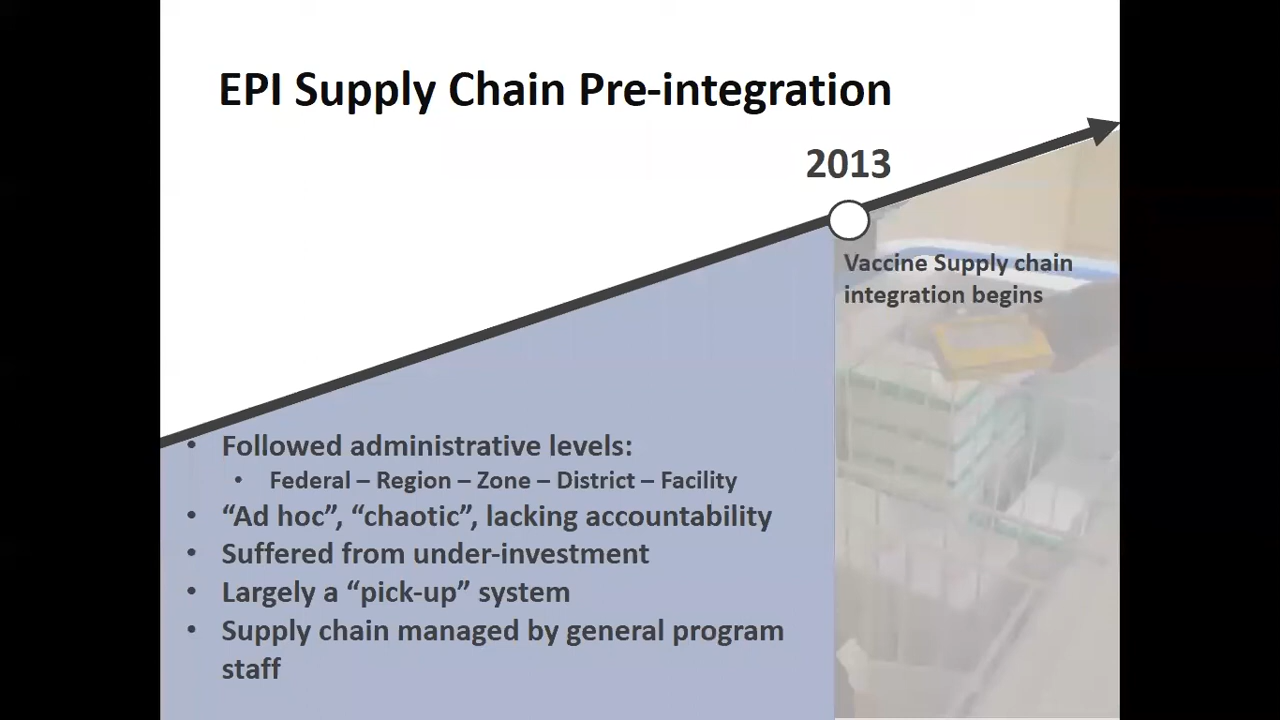 EPI Supply Chain Pre-integration
2013
Vaccine Supply chain
integration begins
• Followed administrative levels:
• Federal – Region – Zone – District – Facility
• “Ad hoc”, “chaotic”, lacking accountability
• Suffered from under-investment
• Largely a “pick-up” system
• Supply chain managed by general program
staff